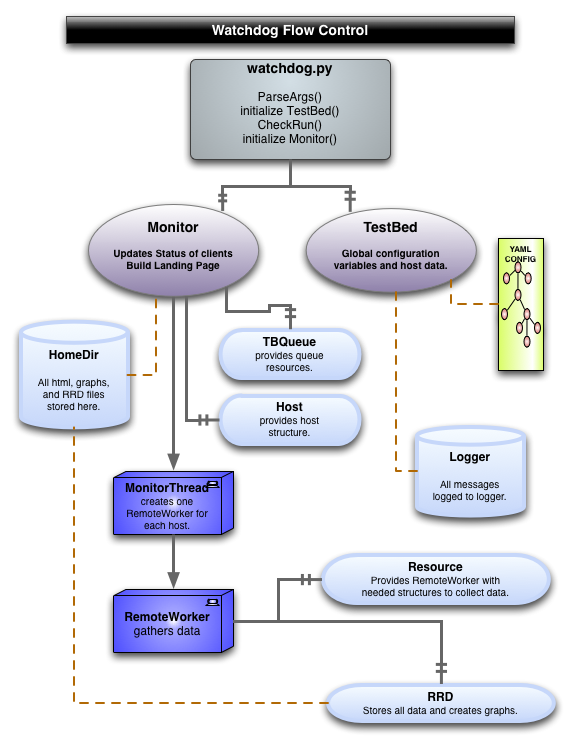 Watchdog Flow Control
watchdog.py
ParseArgs()
initialize TestBed()
CheckRun()
initialize Monitor()
Monitor
Updates Status of clients
Build Landing Page
TestBed
Global configuration
variables and host data.
YAML
CONFIG
HomeDir
All html, graphs,
and RRD files
stored here.
TBQueue
provides queue
resources.
Host
provides host
structure.
Logger
All messages
logged to logger.
MonitorThread
creates one
RemoteWorker for
each host.
Resource
Provides RemoteWorker with
needed structures to collect data.
RemoteWorker
gathers data
RRD
Stores all data and creates graphs.